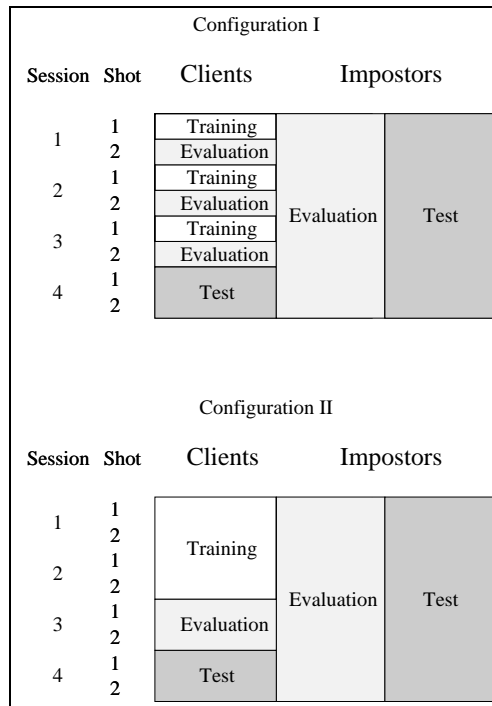 Configuration I
Session Shot Clients Impostors
1 1 Training
2 Evaluation
2 1 Training
2 Evaluation
3 1 Training
2 Evaluation
Evaluation Test
4 1 Test
2
Configuration II
Session Shot Clients Impostors
1 1
2
Training
2 1
2
3 1
2
Evaluation
Evaluation Test
4 1
2
Test